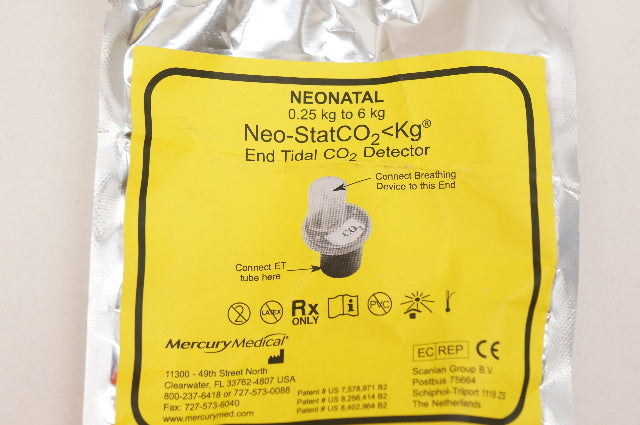 NEONATAL
0.25 kg to 6 kg
Neo-StatCO₂<Kg®
End Tidal CO₂ Detector
Connect Breathing
Device to this End
CO₂
Connect ET
tube here
2
LATEX
Rx
ONLY
i
PVC
MercuryMedical®
11300 - 49th Street North
Clearwater, FL 33762-4807 USA
800-237-6418 or 727-573-0088
Fax: 727-573-6040
www.mercurymed.com
Patent # US 7,578,971 B2
Patent # US 8,256,414 B2
Patent # US 8,402,964 B2
EC REP CE
Scanlan Group B.V.
Postbus 75664
Schiphol-Triport 1118 ZS
The Netherlands